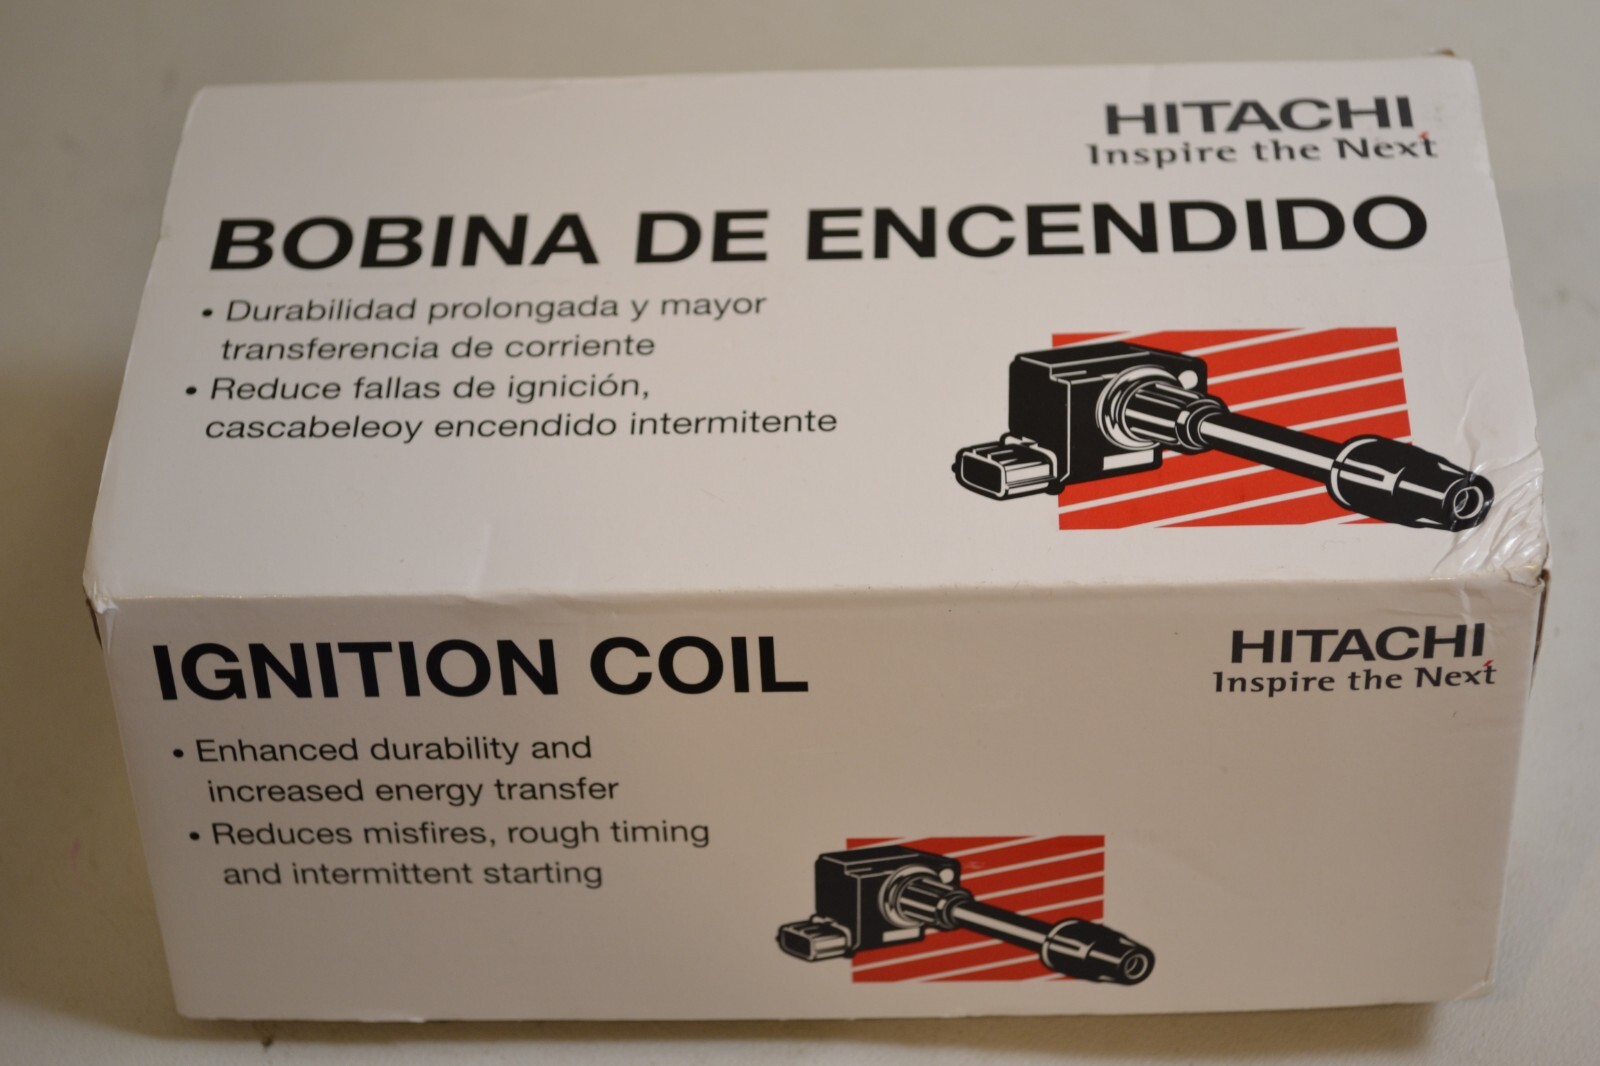 HITACHI
Inspire the Next
BOBINA DE ENCENDIDO
• Durabilidad prolongada y mayor
transferencia de corriente
• Reduce fallas de ignición,
cascabeleoy encendido intermitente
IGNITION COIL
HITACHI
Inspire the Next
• Enhanced durability and
increased energy transfer
• Reduces misfires, rough timing
and intermittent starting